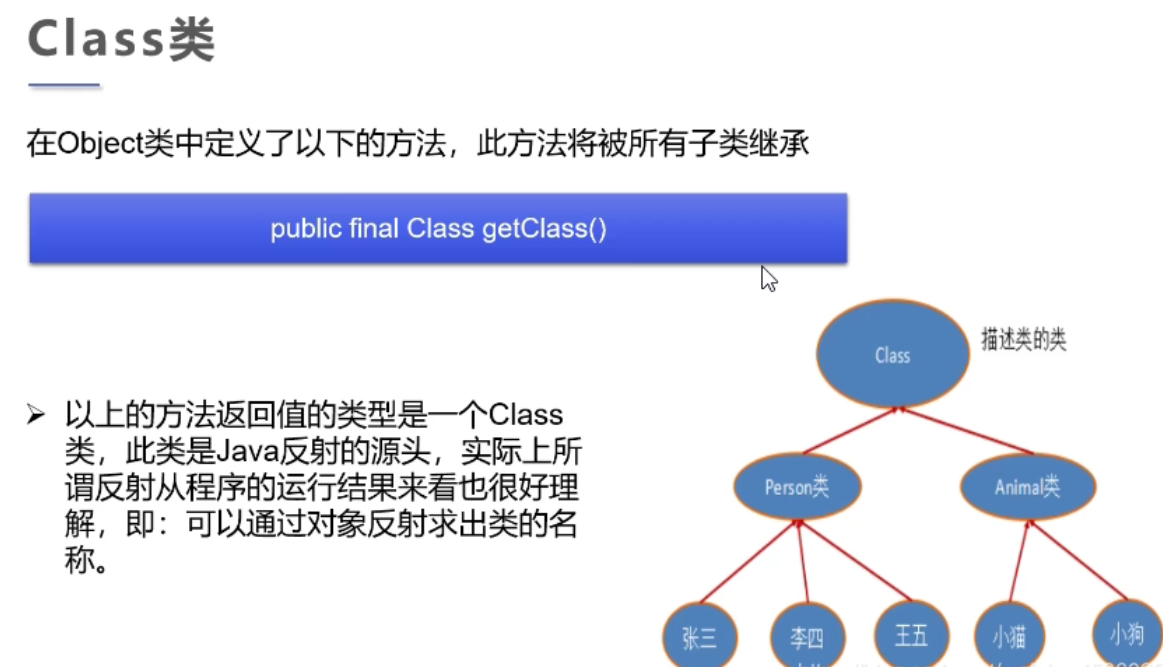 Class类
在Object类中定义了以下的方法，此方法将被所有子类继承
public final Class getClass()
Class
描述类的类
以上的方法返回值的类型是一个Class
类，此类是Java反射的源头，实际上所
谓反射从程序的运行结果来看也很好理
解，即：可以通过对象反射求出类的名
称。
Person类
Animal类
张三
李四
王五
小猫
小狗